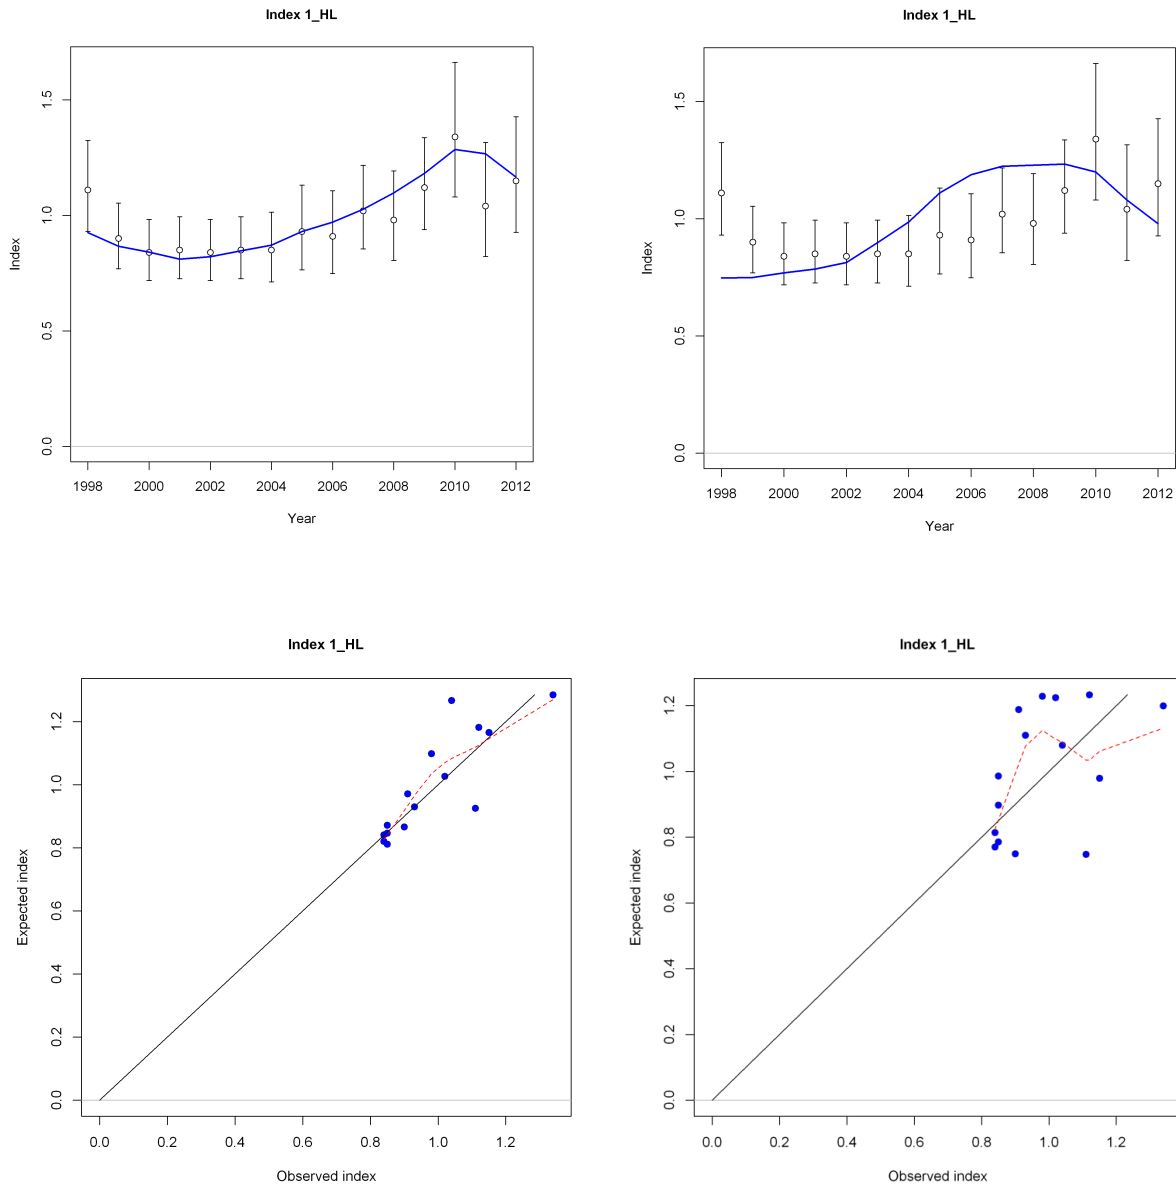 Index 1_HL
Index
1.5
1.0
0.5
0.0
1998 2000 2002 2004 2006 2008 2010 2012
Year
Index 1_HL
Index
1.5
1.0
0.5
0.0
1998 2000 2002 2004 2006 2008 2010 2012
Year
Index 1_HL
Expected index
1.2
1.0
0.8
0.6
0.4
0.2
0.0
0.0 0.2 0.4 0.6 0.8 1.0 1.2
Observed index
Index 1_HL
Expected index
1.2
1.0
0.8
0.6
0.4
0.2
0.0
0.0 0.2 0.4 0.6 0.8 1.0 1.2
Observed index